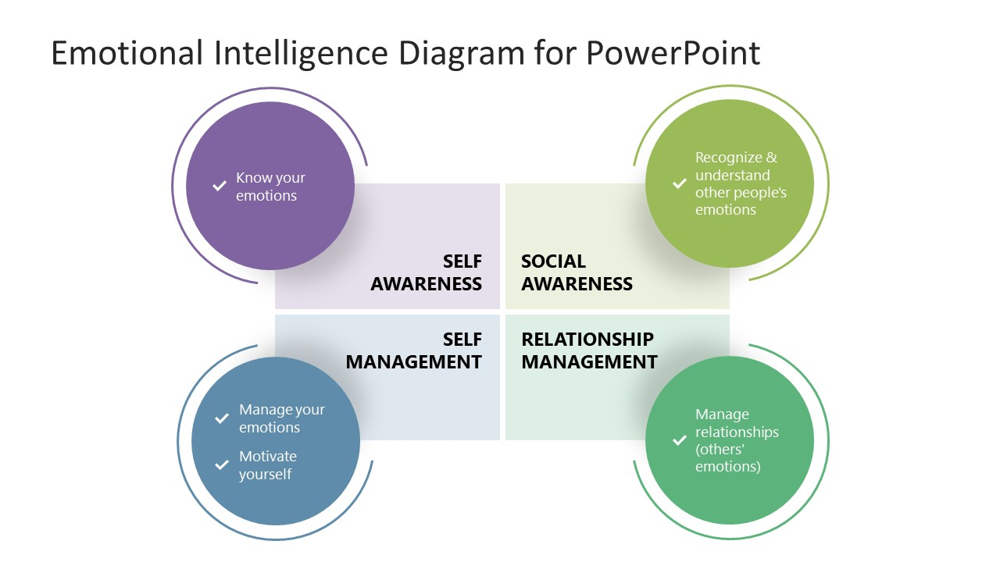 Emotional Intelligence Diagram for PowerPoint
Know your
emotions
SELF
AWARENESS
Recognize &
understand
other people's
emotions
SOCIAL
AWARENESS
Manage your
emotions
Motivate
yourself
SELF
MANAGEMENT
RELATIONSHIP
MANAGEMENT
Manage
relationships
(others'
emotions)